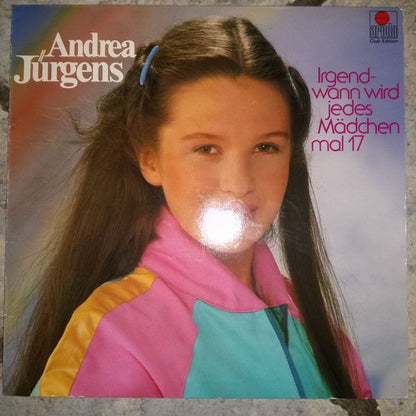 Andrea
Jürgens
ariola
Club Edition
Irgend-
wann wird
jedes
Mädchen
mal 17